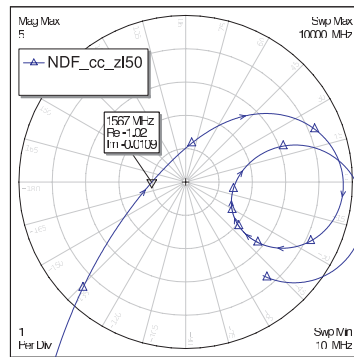 Mag Max
5
Swp Max
10000 MHz
NDF_cc_zl50
1567 MHz
Re -1.02
Im -0.0109
1
Per Div
Swp Min
10 MHz